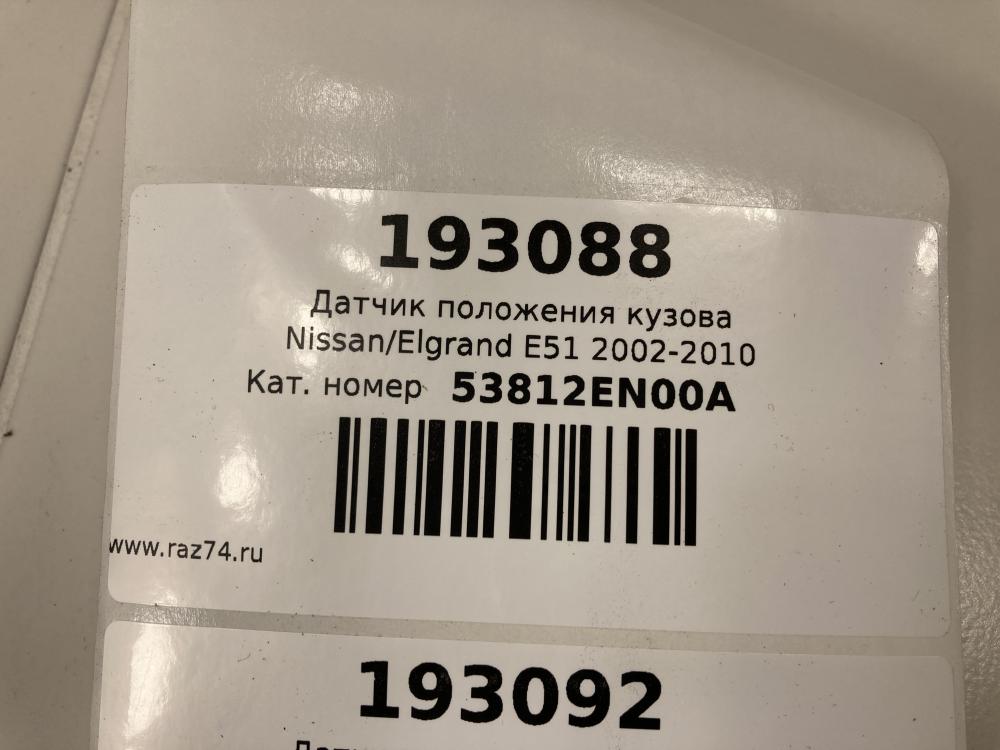 193088
Датчик положения кузова
Nissan/Elgrand E51 2002-2010
Кат. номер 53812EN00A
www.raz74.ru
193092